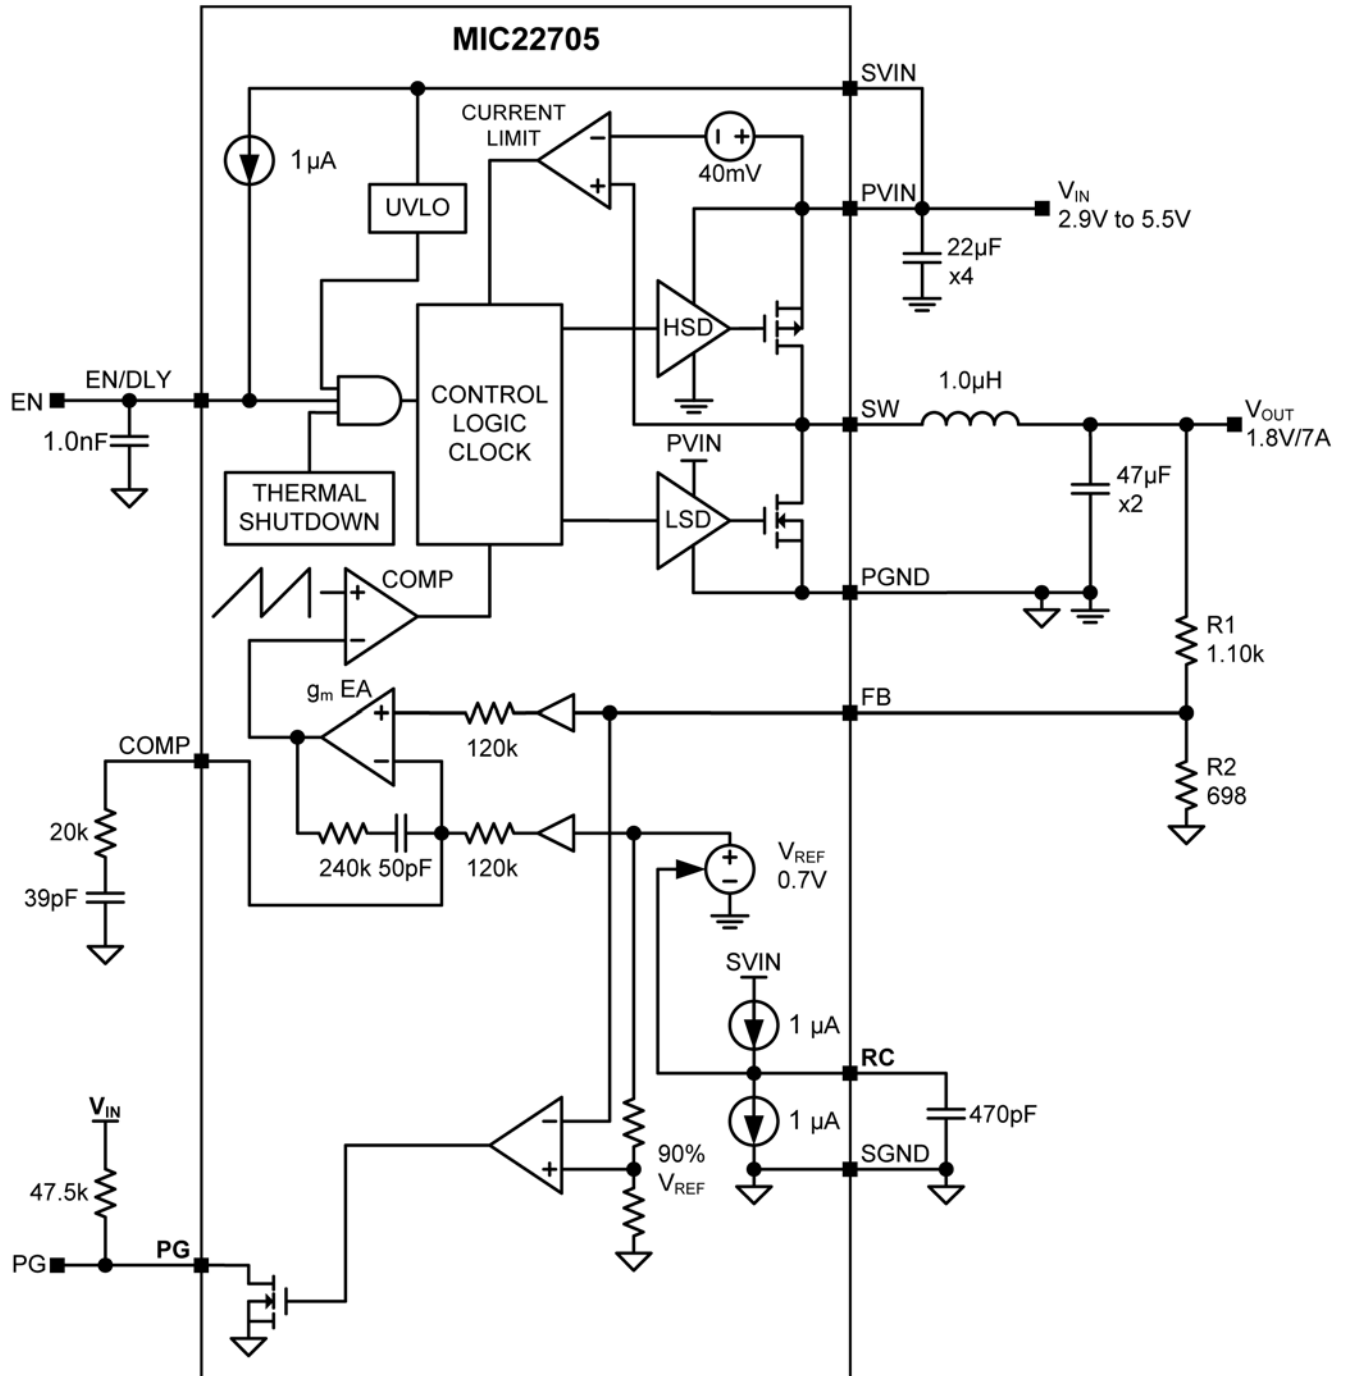 MIC22705
SVIN
CURRENT
LIMIT
− +
40mV
1µA
UVLO
PVIN
VIN
2.9V to 5.5V
22µF
x4
HSD
EN
EN/DLY
1.0nF
CONTROL
LOGIC
CLOCK
SW
1.0µH
VOUT
1.8V/7A
PVIN
47µF
x2
THERMAL
SHUTDOWN
LSD
COMP
+
−
PGND
R1
1.10k
gm EA
+
−
120k
FB
COMP
R2
698
20k
240k 50pF
120k
+
−
VREF
0.7V
39pF
SVIN
1 µA
RC
1 µA
470pF
VIN
−
+
90%
VREF
SGND
47.5k
PG
PG